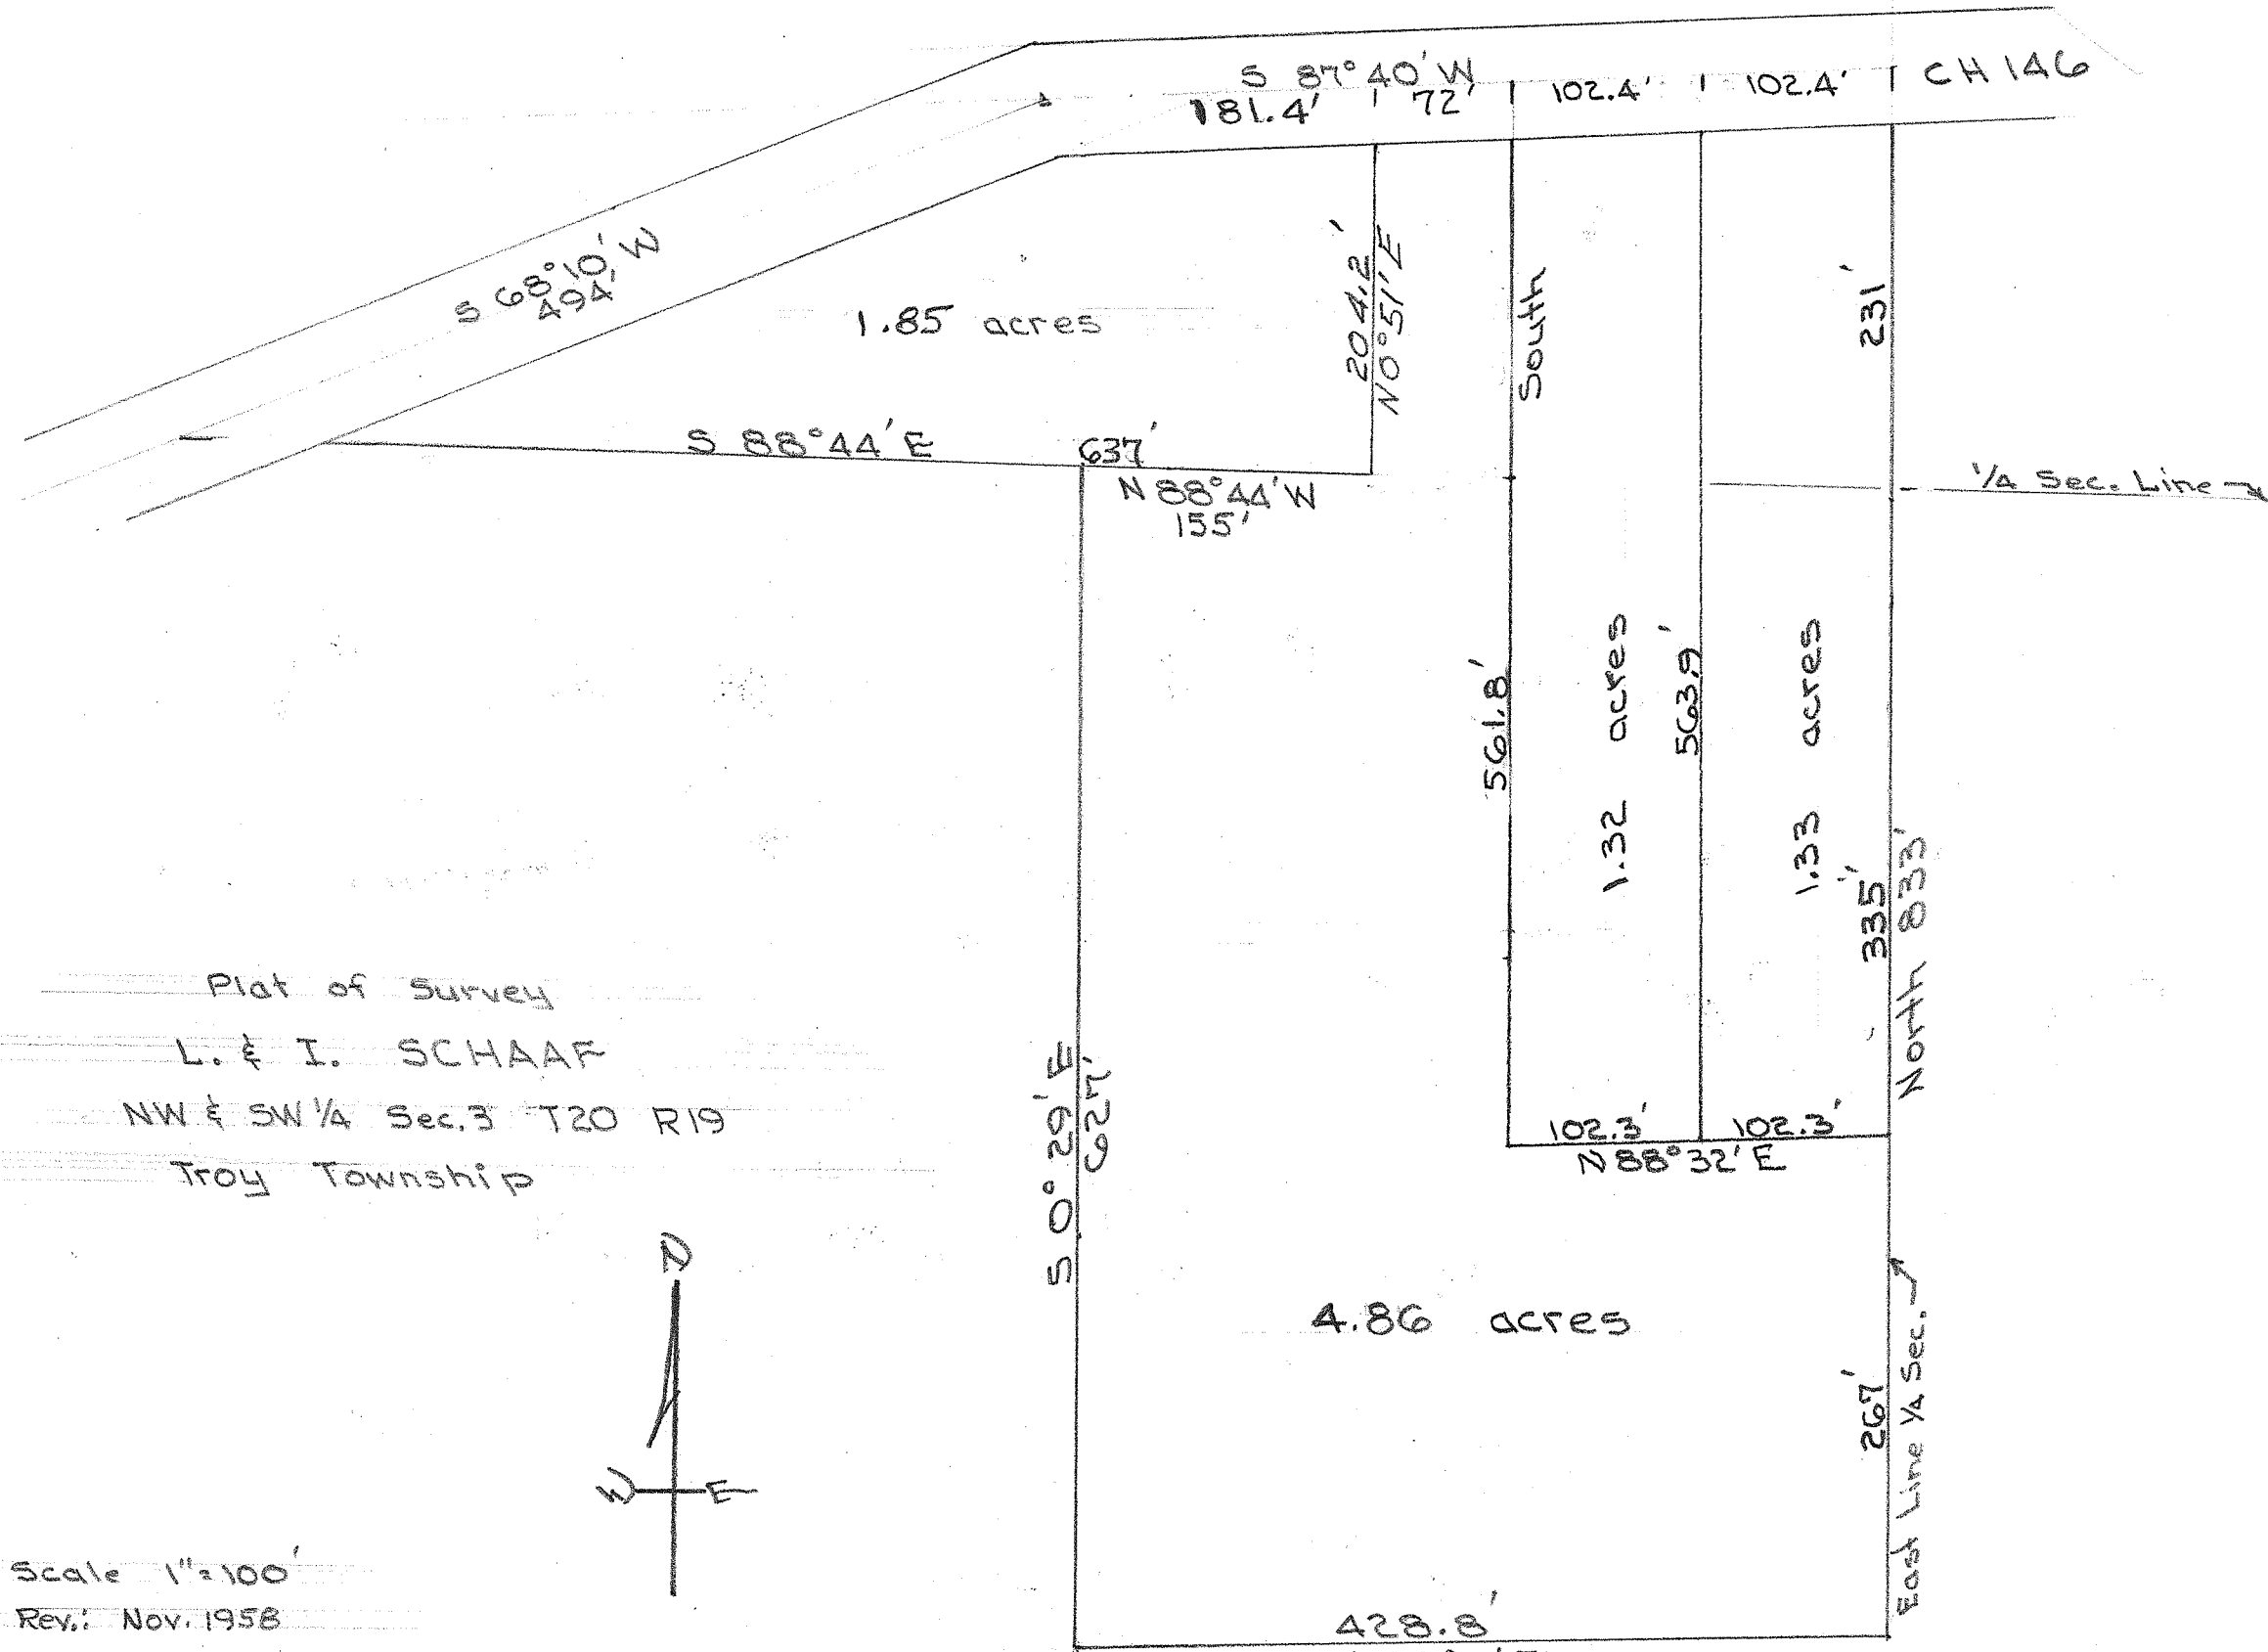 S 87° 40' W
181.4' 72' 102.4' 102.4' CH 146
S 68° 10' W
494'
1.85 acres
204.2'
N 0° 51' E
South
231'
S 88° 44' E 637'
N 88° 44' W
155'
1/4 Sec. Line
561.8'
1.32 acres
563.9'
1.33 acres
335'
North 833'
Plat of Survey
L. & I. SCHAAF
NW & SW 1/4 Sec. 3 T20 R19
Troy Township
S 0° 29' E
627'
102.3' 102.3'
N 88° 32' E
N
W E
4.86 acres
267'
East Line 1/4 Sec.
Scale 1" = 100'
Rev.: Nov. 1958
428.8'